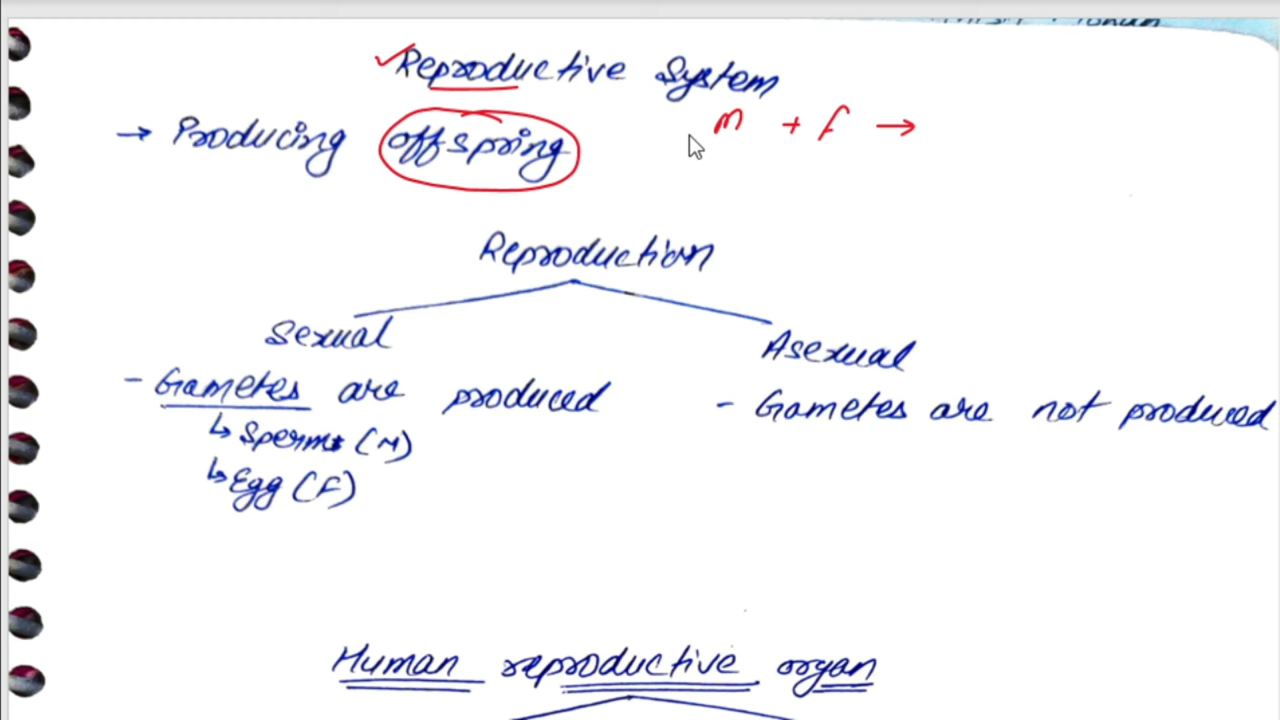 Reproductive System
m + f →
→ Producing offspring
Reproduction
Sexual
Asexual
- Gametes are produced
- Gametes are not produced
↳ Sperms (M)
↳ Egg (F)
Human reproductive organ